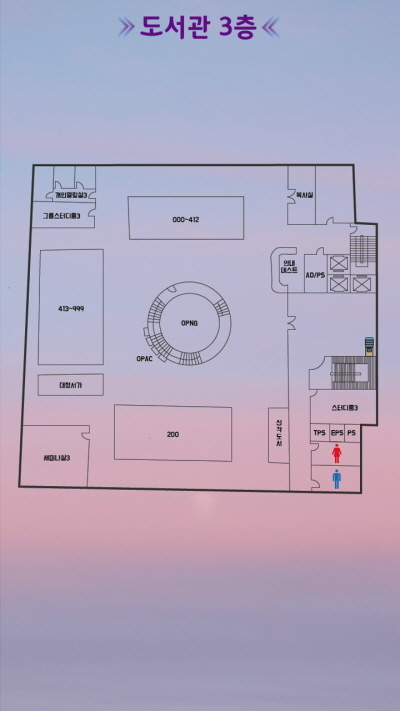 도서관 3층
개인열람실3
그룹스터디룸3
000~412
복사실
안내
데스크
AD/PS
413~999
OPNG
OPAC
대형서가
스터디룸3
신착도서
200
TPS
EPS
PS
세미나실3